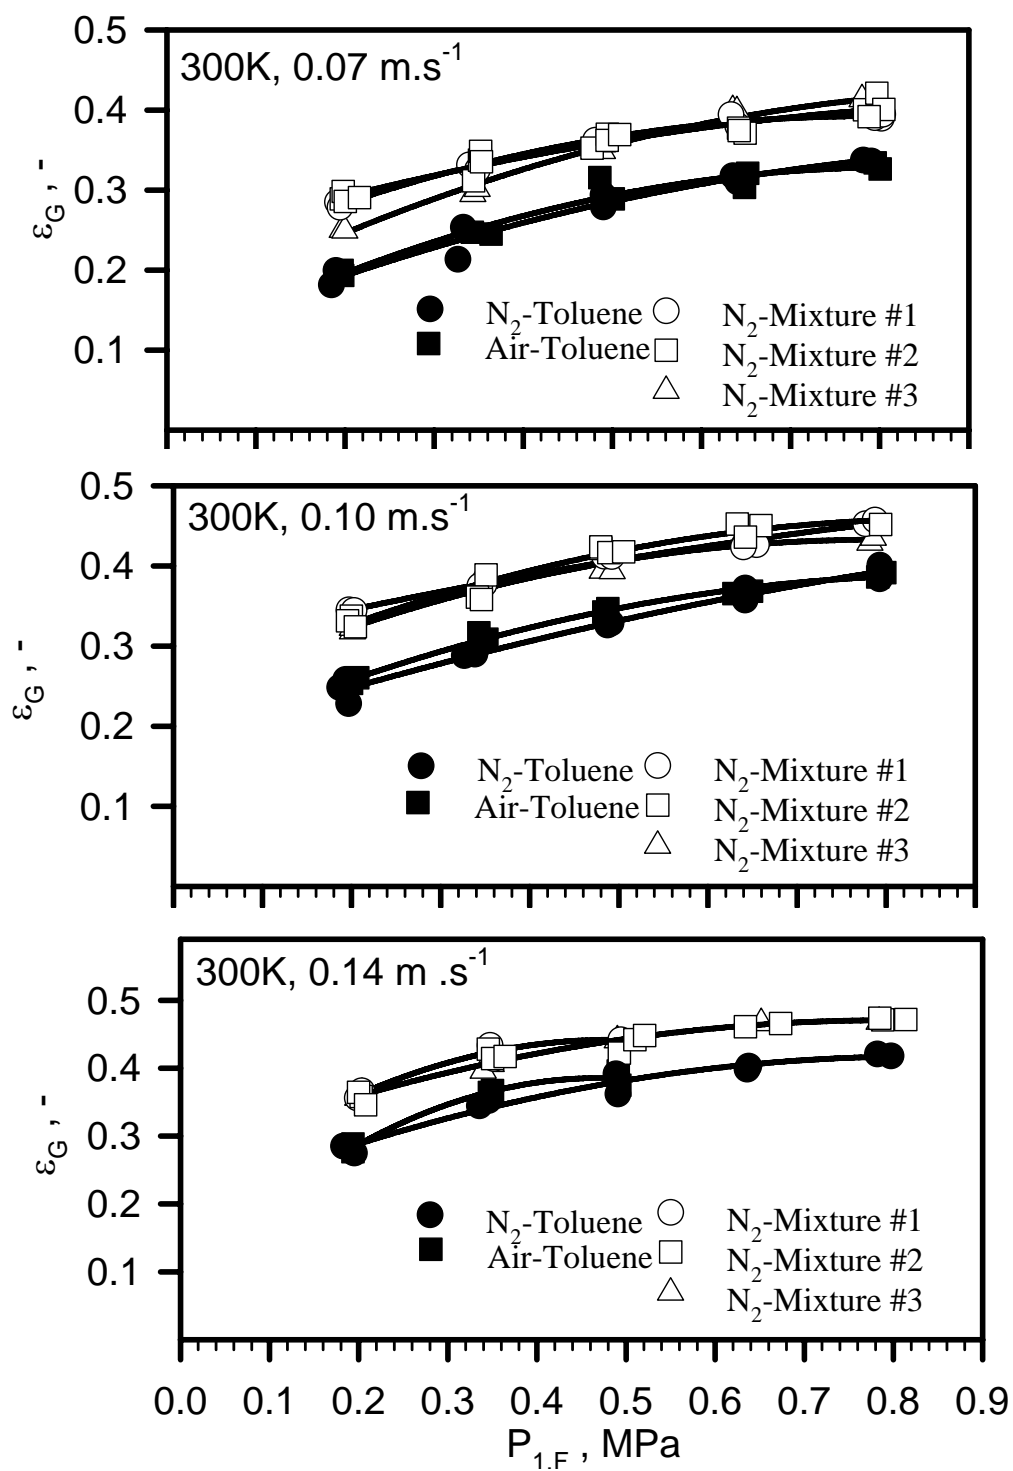 0.5
300K, 0.07 m.s-1
0.4
0.3
εG , -
0.2
N2-Toluene
N2-Mixture #1
Air-Toluene
N2-Mixture #2
0.1
N2-Mixture #3
0.5
300K, 0.10 m.s-1
0.4
0.3
εG , -
0.2
N2-Toluene
N2-Mixture #1
Air-Toluene
N2-Mixture #2
0.1
N2-Mixture #3
300K, 0.14 m .s-1
0.5
0.4
0.3
εG , -
0.2
N2-Toluene
N2-Mixture #1
Air-Toluene
N2-Mixture #2
0.1
N2-Mixture #3
0.0 0.2 0.3 0.4 0.5 0.6 0.7 0.8 0.9
P1,F , MPa